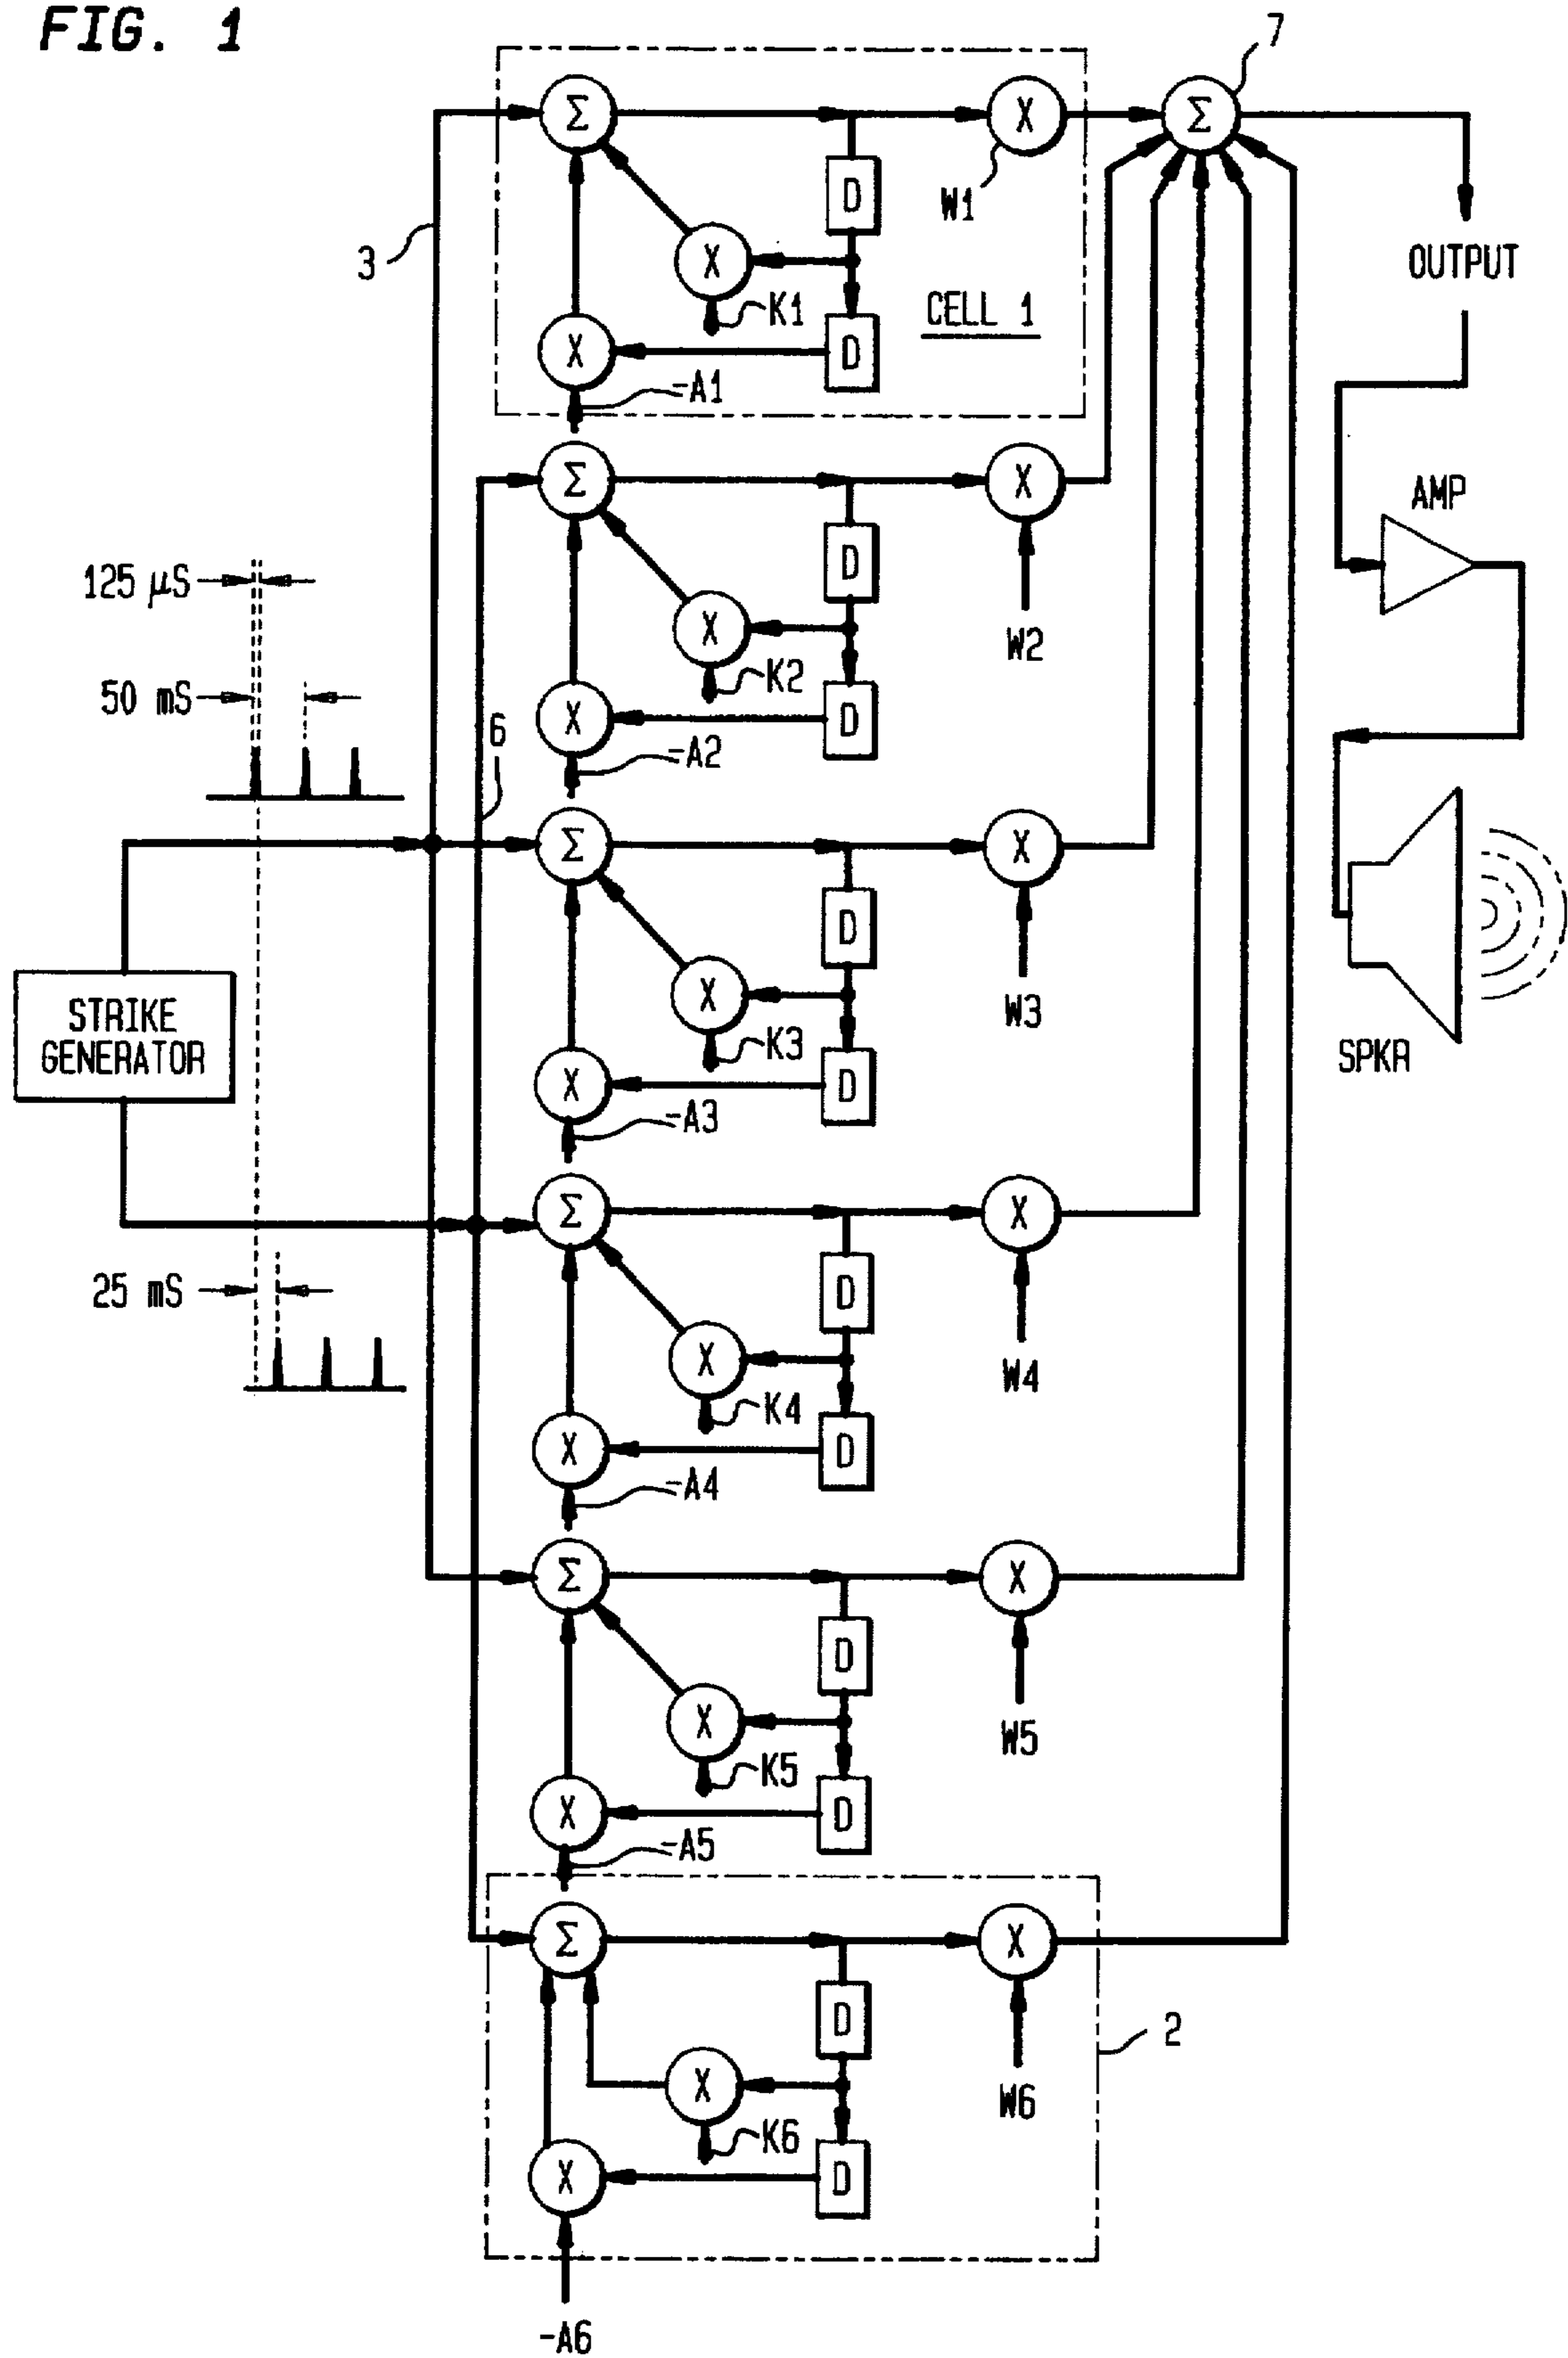 FIG. 1
7
Σ
X
Σ
D
W1
3
X
OUTPUT
K1
CELL 1
X
D
-A1
Σ
X
AMP
D
125 μS
X
W2
K2
50 mS
6
X
D
-A2
Σ
X
D
STRIKE
GENERATOR
X
W3
K3
SPKR
X
D
-A3
Σ
X
25 mS
D
X
W4
K4
X
D
-A4
Σ
X
D
X
W5
K5
X
D
-A5
Σ
X
D
2
X
W6
K6
X
D
-A6